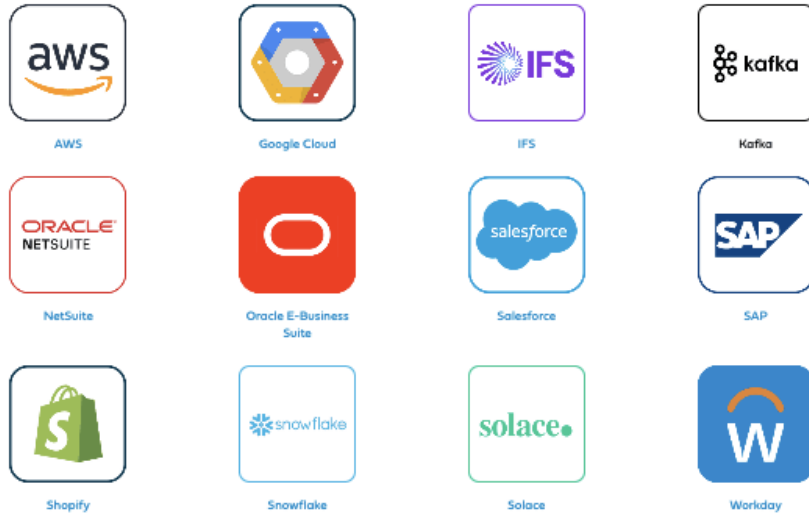 aws
IFS
kafka
AWS
Google Cloud
IFS
Kafka
ORACLE
NETSUITE
salesforce
SAP
NetSuite
Oracle E-Business
Suite
Salesforce
SAP
S
snowflake
solace.
W
Shopify
Snowflake
Solace
Workday